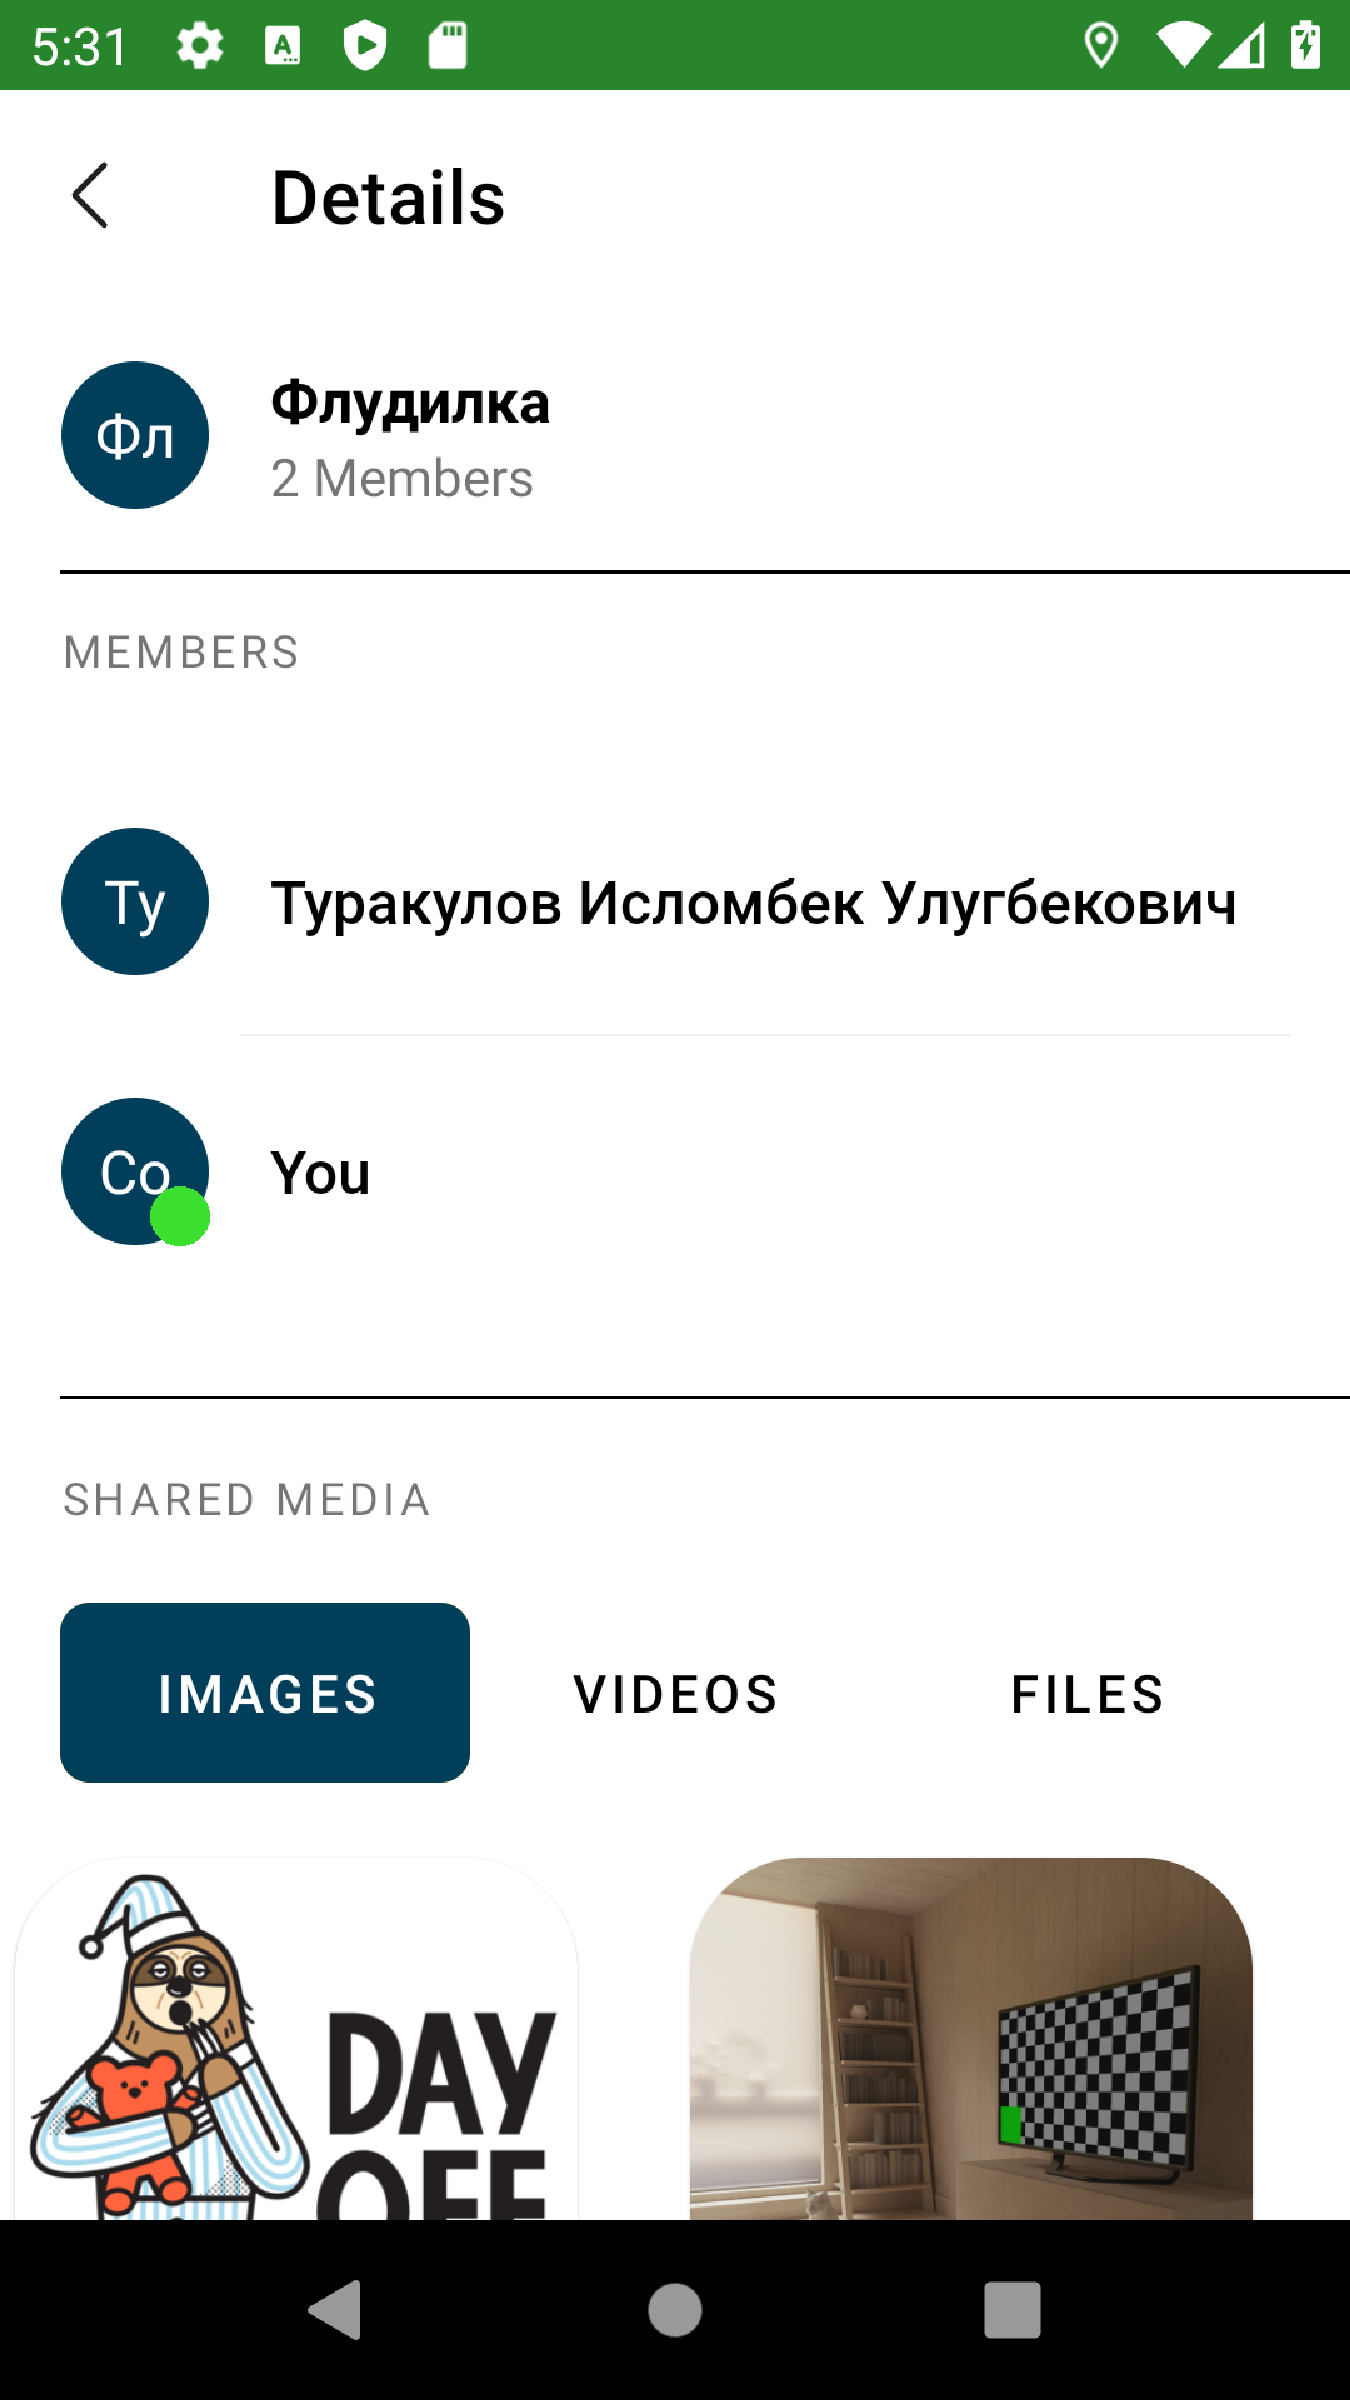 5:31
Details
Фл
Флудилка
2 Members
MEMBERS
Ту
Туракулов Исломбек Улугбекович
Co
You
SHARED MEDIA
IMAGES
VIDEOS
FILES
DAY
OFF